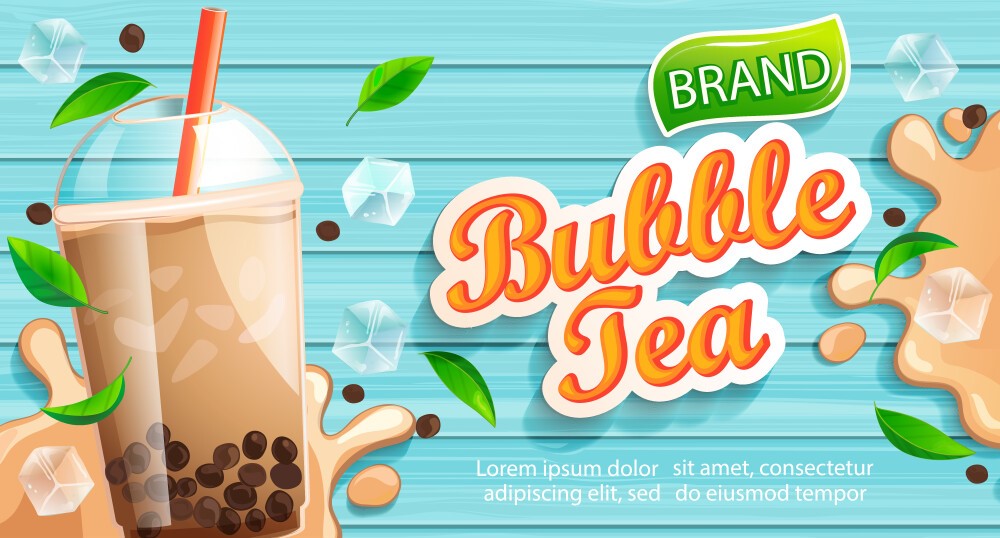 BRAND
Bubble
Tea
Lorem ipsum dolor sit amet, consectetur
adipiscing elit, sed do eiusmod tempor